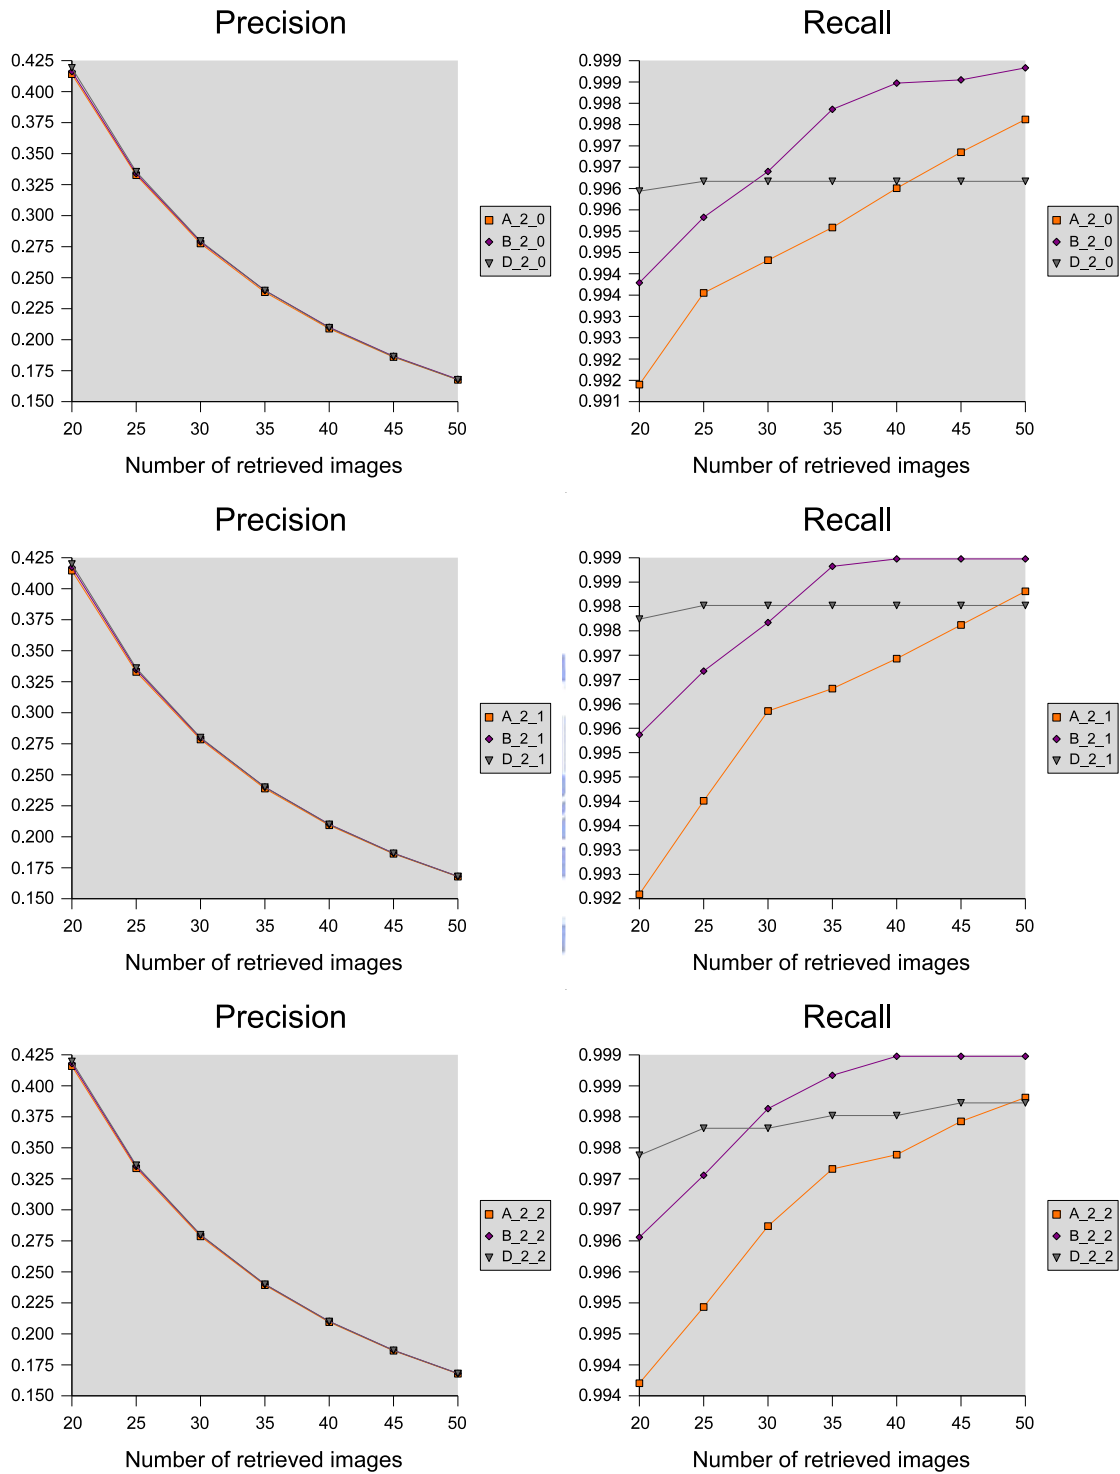 Precision
0.425
0.400
0.375
0.350
0.325
0.300
0.275
0.250
0.225
0.200
0.175
0.150
20 25 30 35 40 45 50
Number of retrieved images
A_2_0
B_2_0
D_2_0
Recall
0.999
0.999
0.998
0.998
0.997
0.997
0.996
0.996
0.995
0.995
0.994
0.994
0.993
0.993
0.992
0.992
0.991
20 25 30 35 40 45 50
Number of retrieved images
A_2_0
B_2_0
D_2_0
Precision
0.425
0.400
0.375
0.350
0.325
0.300
0.275
0.250
0.225
0.200
0.175
0.150
20 25 30 35 40 45 50
Number of retrieved images
A_2_1
B_2_1
D_2_1
Recall
0.999
0.999
0.998
0.998
0.997
0.997
0.996
0.996
0.995
0.995
0.994
0.994
0.993
0.993
0.992
20 25 30 35 40 45 50
Number of retrieved images
A_2_1
B_2_1
D_2_1
Precision
0.425
0.400
0.375
0.350
0.325
0.300
0.275
0.250
0.225
0.200
0.175
0.150
20 25 30 35 40 45 50
Number of retrieved images
A_2_2
B_2_2
D_2_2
Recall
0.999
0.999
0.998
0.998
0.997
0.997
0.996
0.996
0.995
0.995
0.994
0.994
20 25 30 35 40 45 50
Number of retrieved images
A_2_2
B_2_2
D_2_2